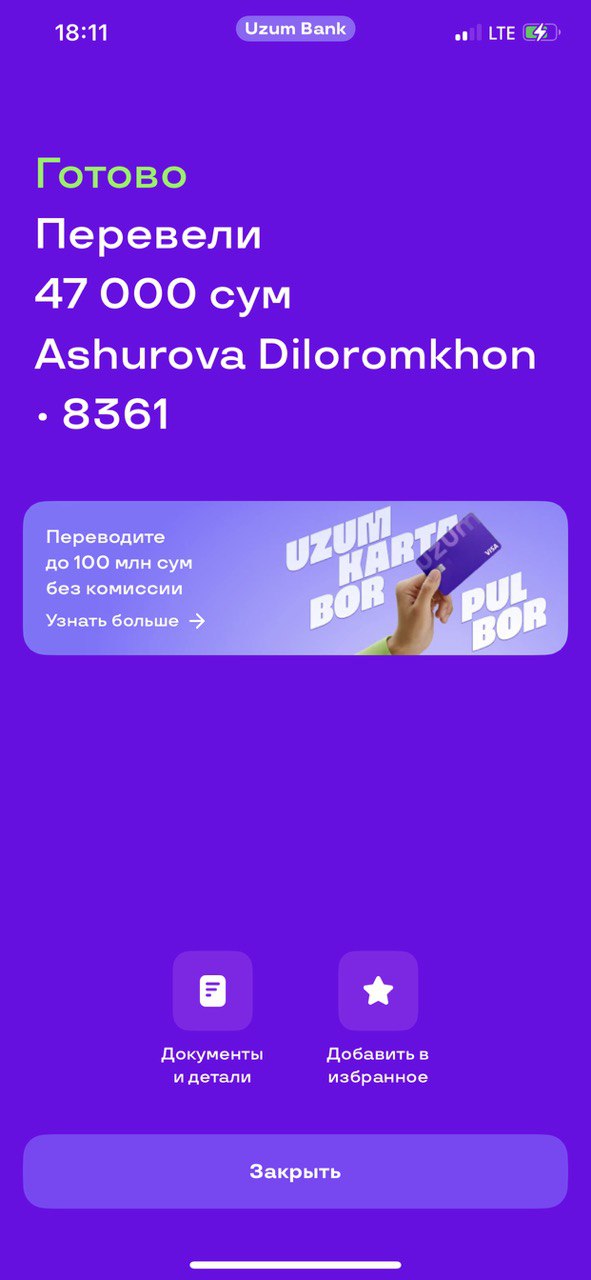 18:11
Uzum Bank
LTE
Готово
Перевели
47 000 сум
Ashurova Diloromkhon
· 8361
Переводите
до 100 млн сум
без комиссии
Узнать больше →
UZUM
KARTA
BOR
uzum
VISA
PUL
BOR
Документы
и детали
Добавить в
избранное
Закрыть